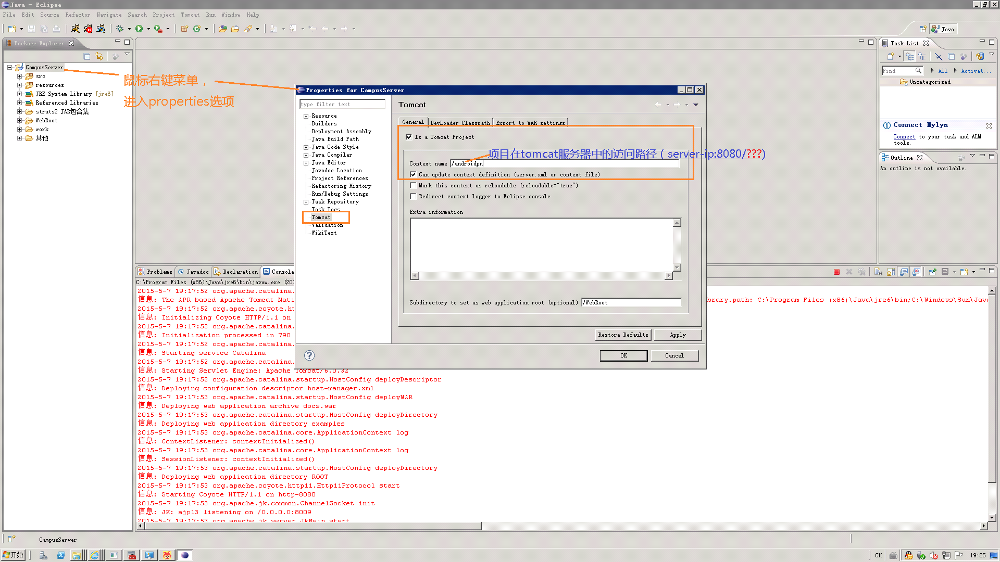 Java - Eclipse
File Edit Source Refactor Navigate Search Project Tomcat Run Window Help
Java
Package Explorer
CampusServer
src
resources
JRE System Library [jre6]
Referenced Libraries
struts2 JAR包合集
WebRoot
work
其他
鼠标右键菜单，
进入properties选项
Properties for CampusServer
type filter text
Resource
Builders
Deployment Assembly
Java Build Path
Java Code Style
Java Compiler
Java Editor
Javadoc Location
Project References
Refactoring History
Run/Debug Settings
Task Repository
Task Tags
Tomcat
Validation
WikiText
Tomcat
General DevLoader Classpath Export to WAR settings
Is a Tomcat Project
项目在tomcat服务器中的访问路径（server-ip:8080/???)
Context name /androidpn
Can update context definition (server.xml or context file)
Mark this context as reloadable (reloadable="true")
Redirect context logger to Eclipse console
Extra information
Subdirectory to set as web application root (optional) /WebRoot
Restore Defaults Apply
OK Cancel
Task List
Find All Activat...
Uncategorized
Connect Mylyn
Connect to your task and ALM
tools.
Outline
An outline is not available.
Problems Javadoc Declaration Console
C:\Program Files (x86)\Java\jre6\bin\javaw.exe (20
2015-5-7 19:17:52 org.apache.catalina.
信息: The APR based Apache Tomcat Nati brary.path: C:\Program Files (x86)\Java\jre6\bin;C:\Windows\Sun\Java
2015-5-7 19:17:52 org.apache.coyote.ht
信息: Initializing Coyote HTTP/1.1 on
2015-5-7 19:17:52 org.apache.catalina.
信息: Initialization processed in 790
2015-5-7 19:17:52 org.apache.catalina.
信息: Starting service Catalina
2015-5-7 19:17:52 org.apache.catalina.
信息: Starting Servlet Engine: Apache Tomcat/6.0.32
2015-5-7 19:17:52 org.apache.catalina.startup.HostConfig deployDescriptor
信息: Deploying configuration descriptor host-manager.xml
2015-5-7 19:17:53 org.apache.catalina.startup.HostConfig deployWAR
信息: Deploying web application archive docs.war
2015-5-7 19:17:53 org.apache.catalina.startup.HostConfig deployDirectory
信息: Deploying web application directory examples
2015-5-7 19:17:53 org.apache.catalina.core.ApplicationContext log
信息: ContextListener: contextInitialized()
2015-5-7 19:17:53 org.apache.catalina.core.ApplicationContext log
信息: SessionListener: contextInitialized()
2015-5-7 19:17:53 org.apache.catalina.startup.HostConfig deployDirectory
信息: Deploying web application directory ROOT
2015-5-7 19:17:53 org.apache.coyote.http11.Http11Protocol start
信息: Starting Coyote HTTP/1.1 on http-8080
2015-5-7 19:17:53 org.apache.jk.common.ChannelSocket init
信息: JK: ajp13 listening on /0.0.0.0:8009
2015-5-7 19:17:53 org.apache.jk.server.JkMain start
CampusServer
开始
CH 19:25